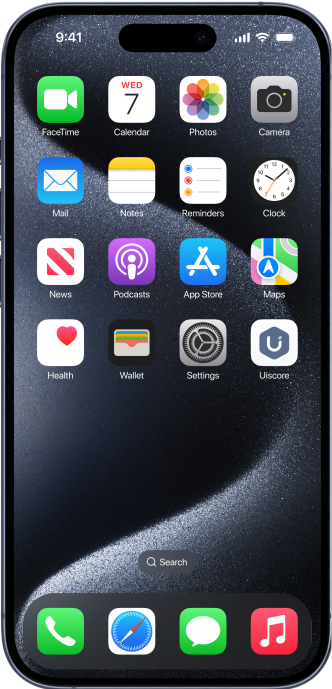 9:41
WED
7
FaceTime Calendar Photos Camera
Mail Notes Reminders Clock
News Podcasts App Store Maps
Health Wallet Settings Uiscore
Search